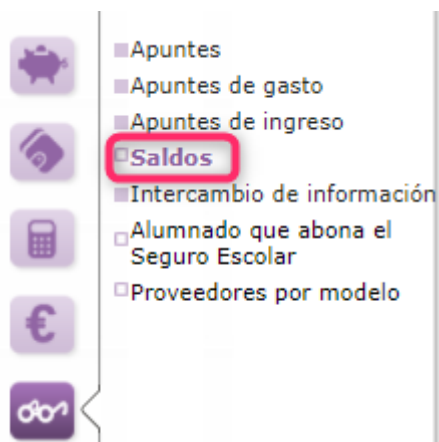 Apuntes
Apuntes de gasto
Apuntes de ingreso
Saldos
Intercambio de información
Alumnado que abona el
Seguro Escolar
Proveedores por modelo